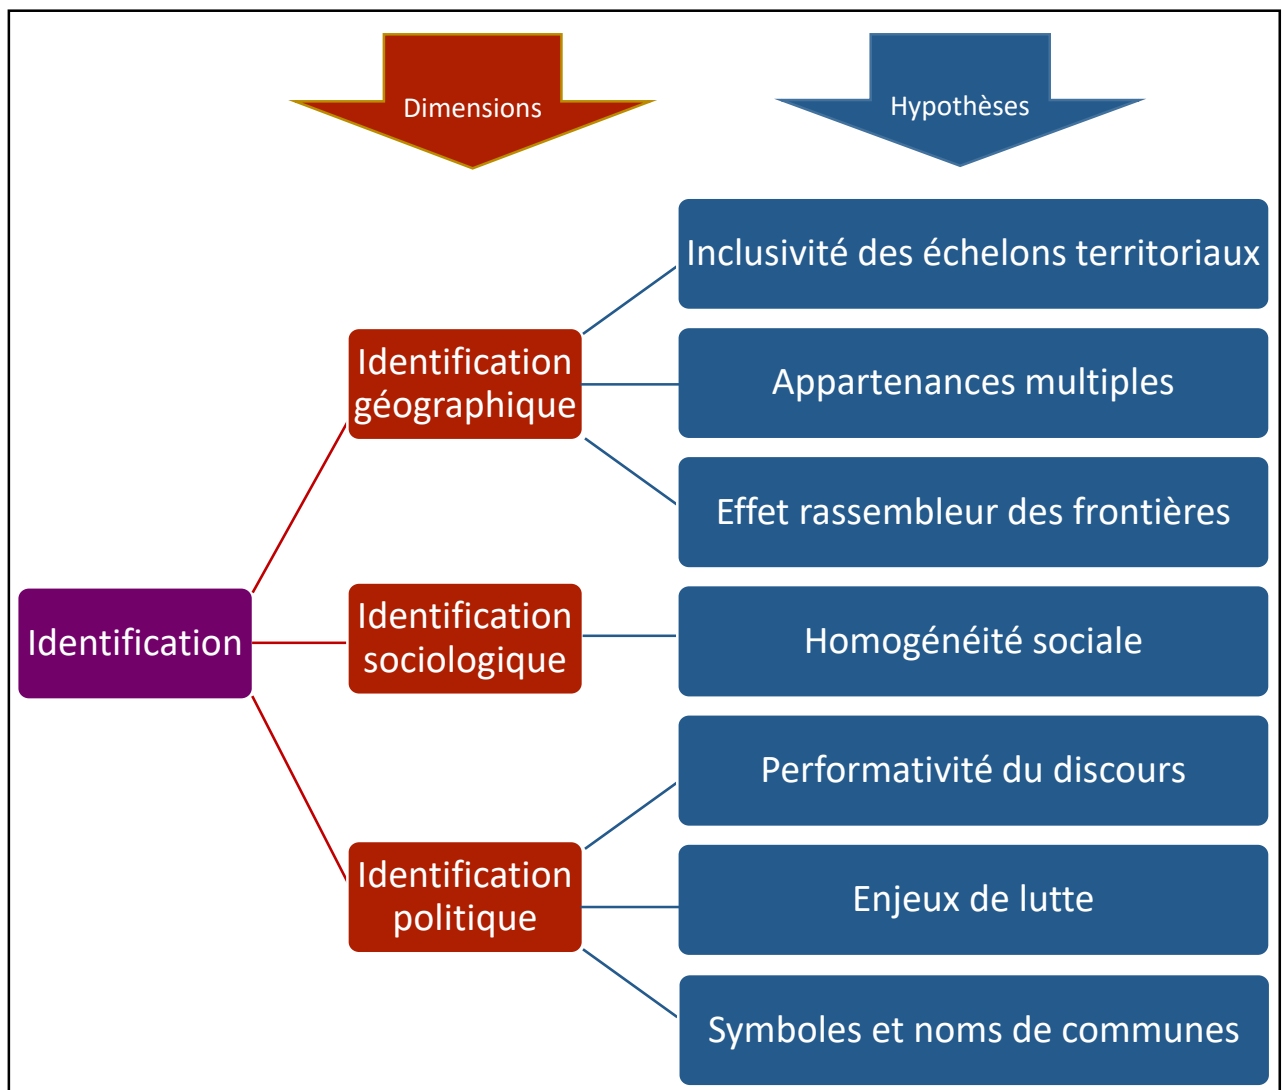 Dimensions
Hypothèses
Inclusivité des échelons territoriaux
Identification
géographique
Appartenances multiples
Effet rassembleur des frontières
Identification
Identification
sociologique
Homogénéité sociale
Performativité du discours
Identification
politique
Enjeux de lutte
Symboles et noms de communes